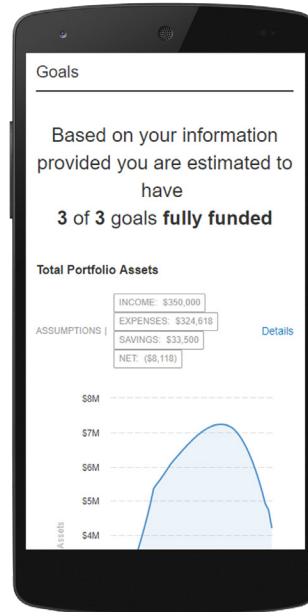 Goals
Based on your information
provided you are estimated to
have
3 of 3 goals fully funded
Total Portfolio Assets
ASSUMPTIONS |
INCOME: $350,000
EXPENSES: $324,618
SAVINGS: $33,500
NET: ($8,118)
Details
$8M
$7M
$6M
$5M
$4M
Assets